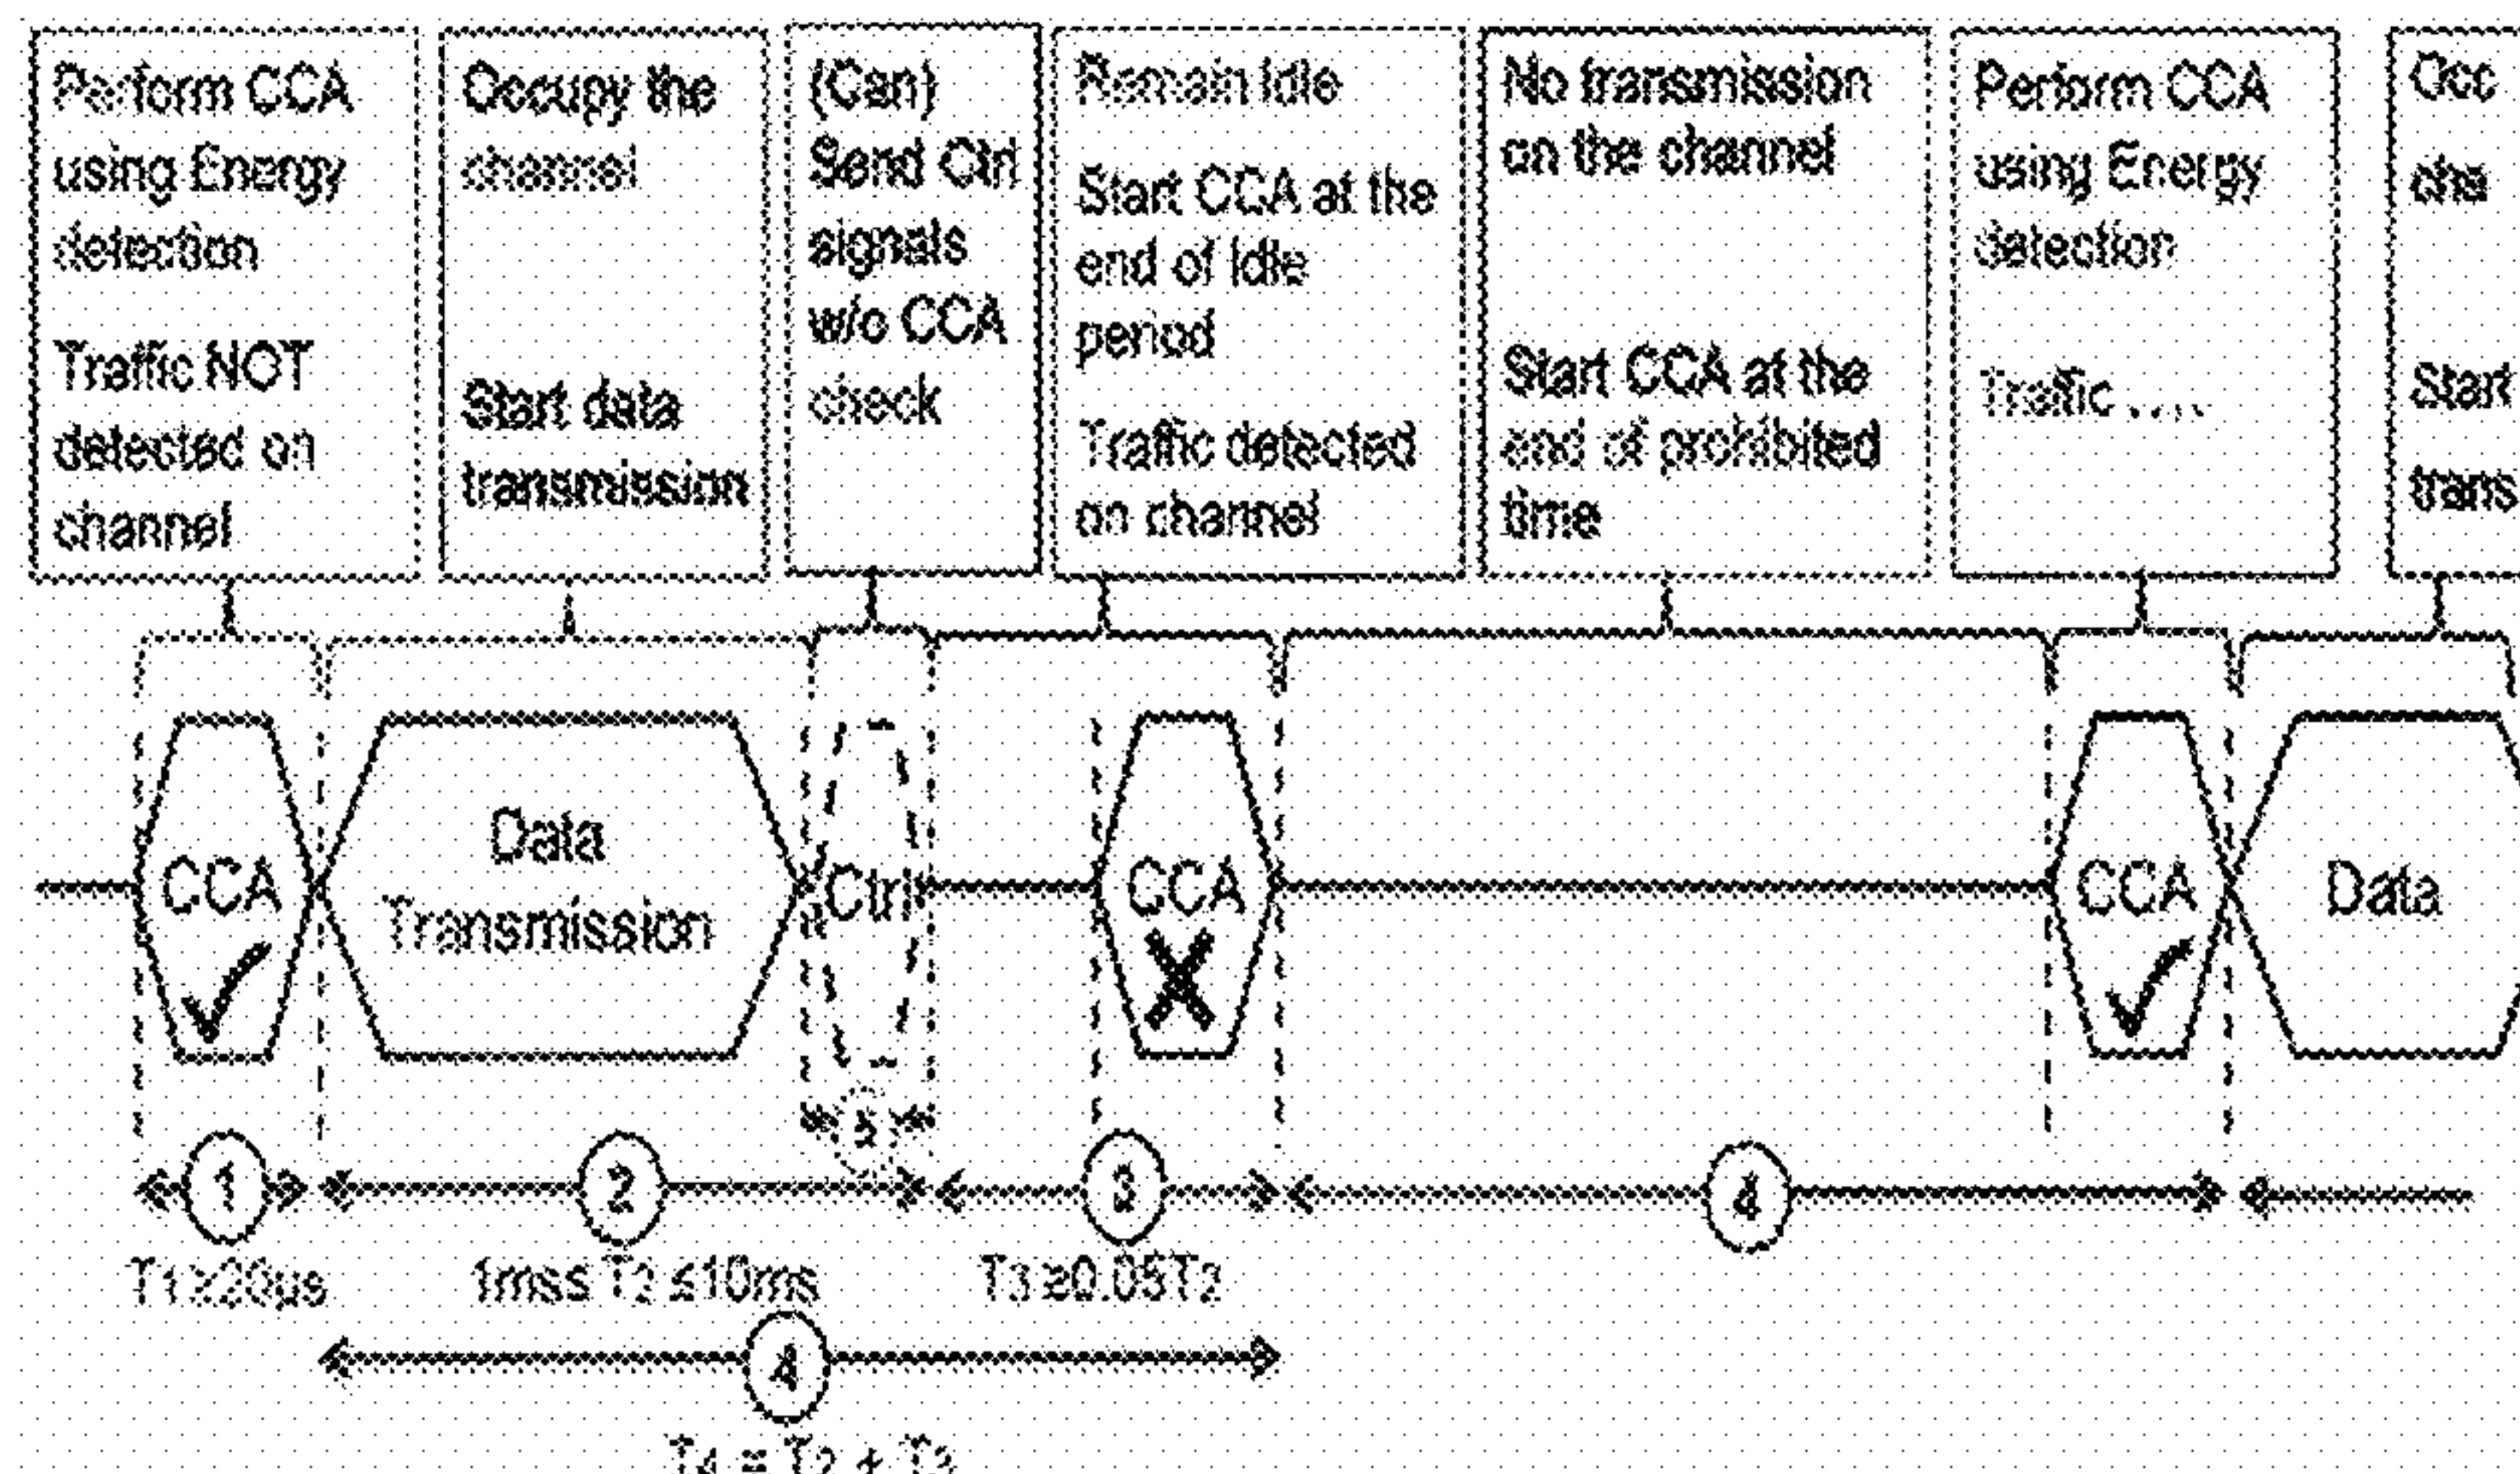 Perform CCA
using Energy
detection
Traffic NOT
detected on
channel
Occupy the
channel
Start data
transmission
(Can)
Send Ctrl
signals
w/o CCA
check
Remain Idle
Start CCA at the
end of Idle
period
Traffic detected
on channel
No transmission
on the channel
Start CCA at the
end of prohibited
time
Perform CCA
using Energy
detection
Traffic ....
Occ
cha
Start
trans
CCA
Data
Transmission
Ctrl
CCA
CCA
Data
5
1
2
3
4
T1≥20µs
1ms≤ T2 ≤10ms
T3≥0.05T2
4
T4 = T2 + T3